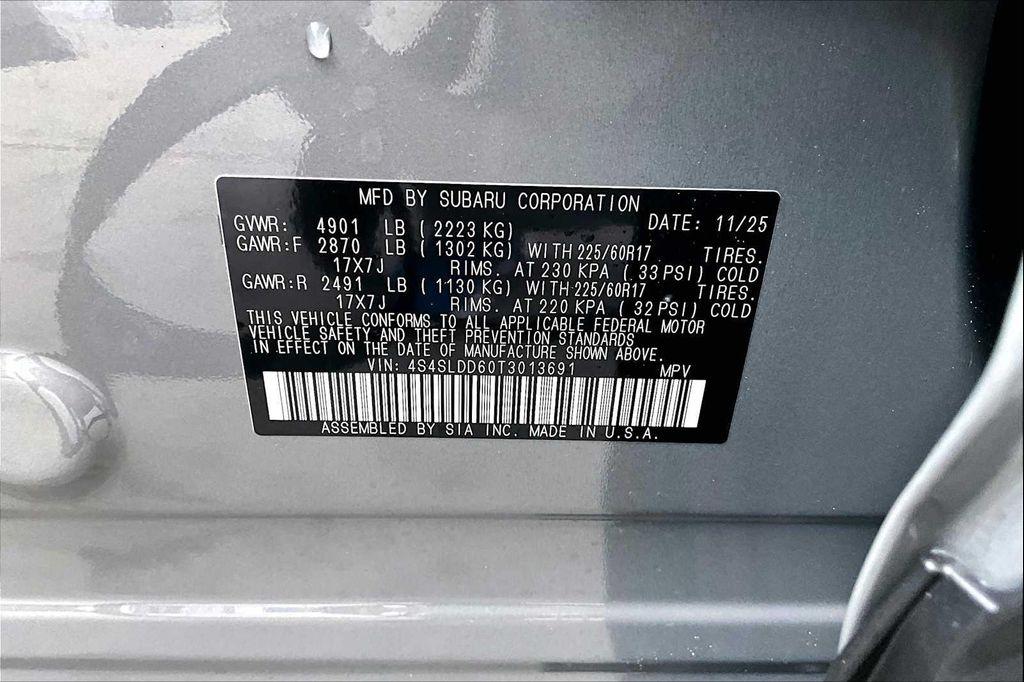 MFD BY SUBARU CORPORATION
GVWR: 4901 LB ( 2223 KG) DATE: 11/25
GAWR:F 2870 LB ( 1302 KG) WITH 225/60R17 TIRES.
17X7J RIMS. AT 230 KPA ( 33 PSI) COLD
GAWR:R 2491 LB ( 1130 KG) WITH 225/60R17 TIRES.
17X7J RIMS. AT 220 KPA ( 32 PSI) COLD
THIS VEHICLE CONFORMS TO ALL APPLICABLE FEDERAL MOTOR
VEHICLE SAFETY AND THEFT PREVENTION STANDARDS
IN EFFECT ON THE DATE OF MANUFACTURE SHOWN ABOVE.
VIN: 4S4SLDD60T3013691 MPV
ASSEMBLED BY SIA INC. MADE IN U.S.A.